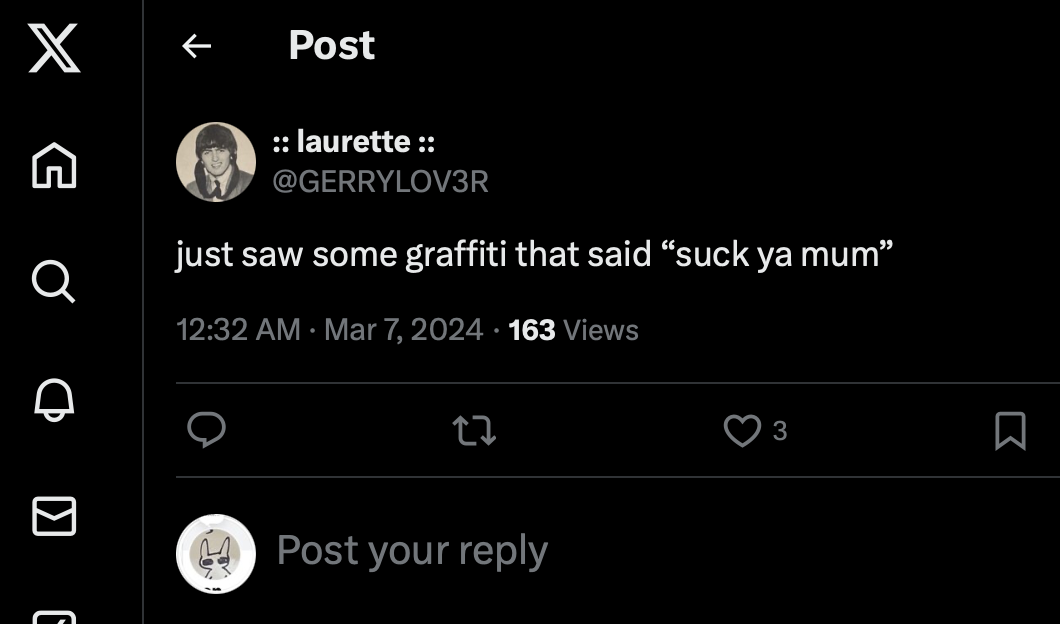 Post
:: laurette ::
@GERRYLOV3R
just saw some graffiti that said “suck ya mum”
12:32 AM · Mar 7, 2024 · 163 Views
3
Post your reply